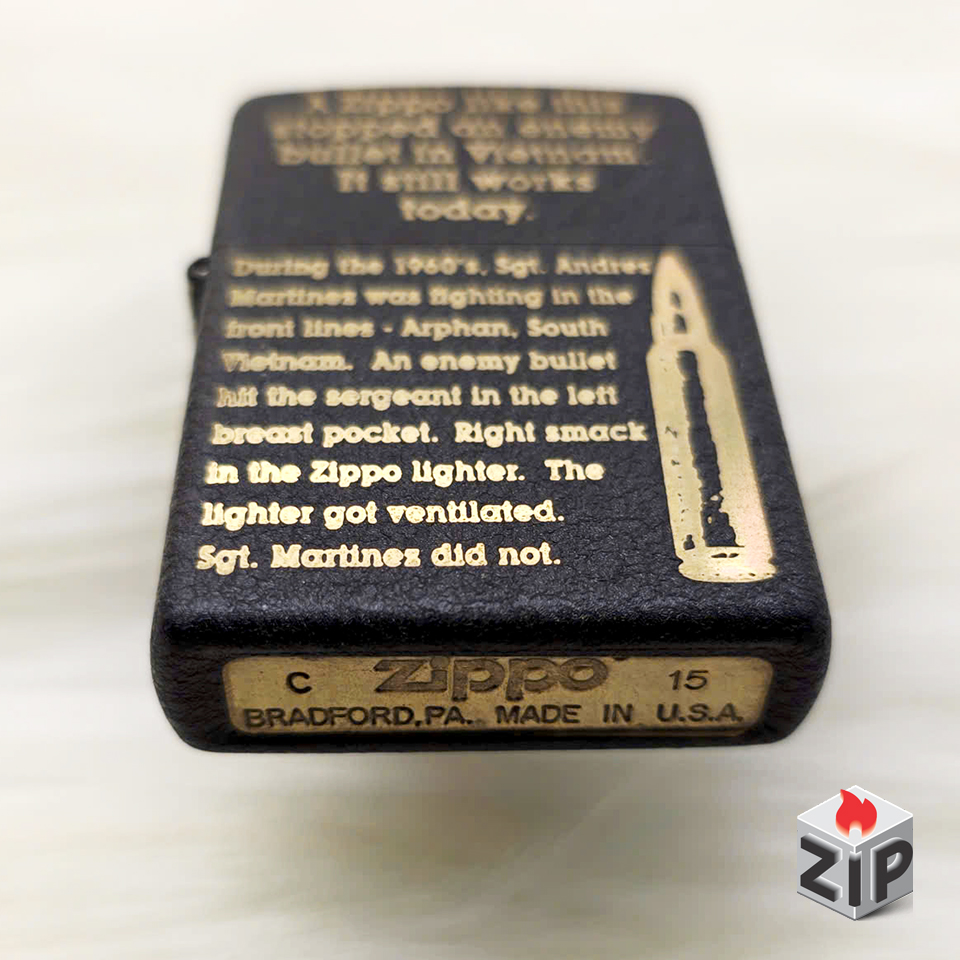 A Zippo like this
stopped an enemy
bullet in Vietnam.
It still works
today.
During the 1960's, Sgt. Andres
Martinez was fighting in the
front lines - Arphan, South
Vietnam. An enemy bullet
hit the sergeant in the left
breast pocket. Right smack
in the Zippo lighter. The
lighter got ventilated.
Sgt. Martinez did not.
C Zippo 15
BRADFORD, PA. MADE IN U.S.A.
ZiP